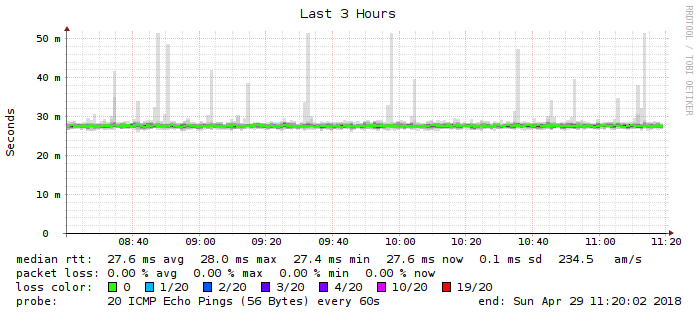 Last 3 Hours
RRDTOOL / TOBI OETIKER
Seconds
50 m
40 m
30 m
20 m
10 m
0
08:40 09:00 09:20 09:40 10:00 10:20 10:40 11:00 11:20
median rtt: 27.6 ms avg 28.0 ms max 27.4 ms min 27.6 ms now 0.1 ms sd 234.5 am/s
packet loss: 0.00 % avg 0.00 % max 0.00 % min 0.00 % now
loss color: 0 1/20 2/20 3/20 4/20 10/20 19/20
probe: 20 ICMP Echo Pings (56 Bytes) every 60s end: Sun Apr 29 11:20:02 2018